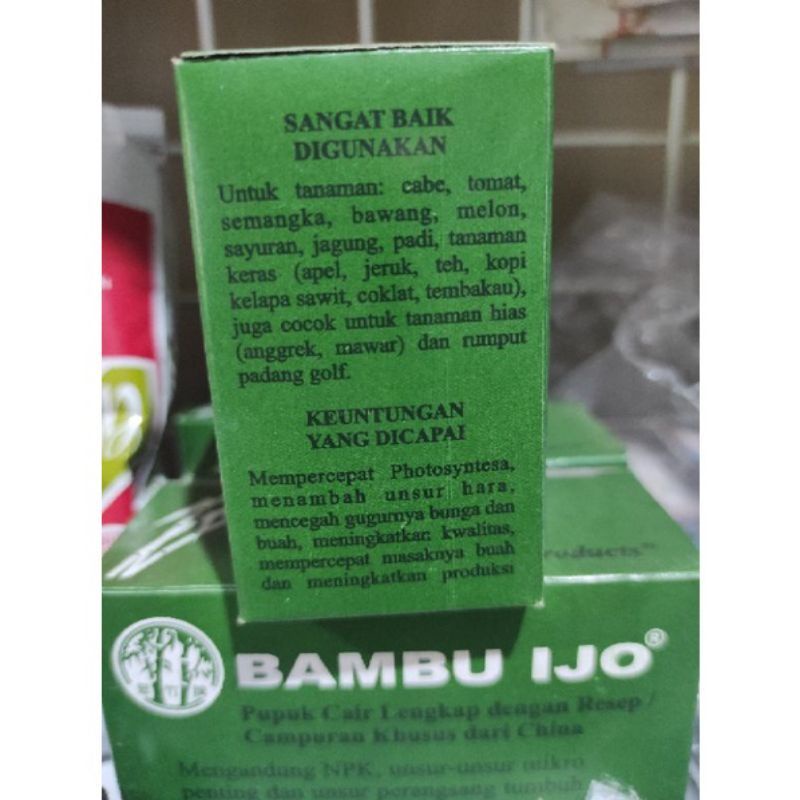 SANGAT BAIK
DIGUNAKAN
Untuk tanaman: cabe, tomat,
semangka, bawang, melon,
sayuran, jagung, padi, tanaman
keras (apel, jeruk, teh, kopi
kelapa sawit, coklat, tembakau),
juga cocok untuk tanaman hias
(anggrek, mawar) dan rumput
padang golf.
KEUNTUNGAN
YANG DICAPAI
Mempercepat Photosyntesa,
menambah unsur hara,
mencegah gugurnya bunga dan
buah, meningkatkan kwalitas,
mempercepat masaknya buah
dan meningkatkan produksi
BAMBU IJO®
Pupuk Cair Lengkap dengan Resep /
Campuran Khusus dari China
Mengandung NPK, unsur-unsur mikro
penting dan unsur perangsang tumbuh